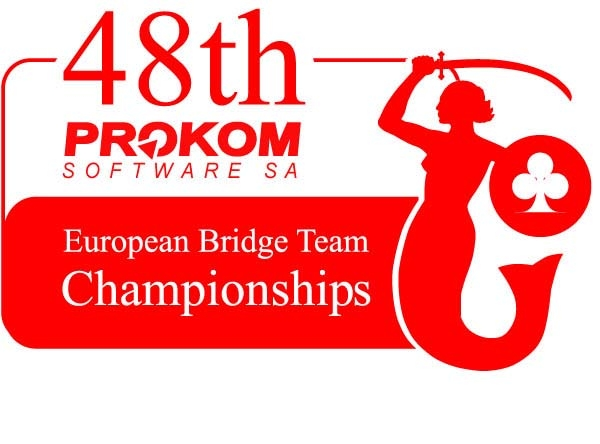 48th
PROKOM
SOFTWARE SA
European Bridge Team
Championships